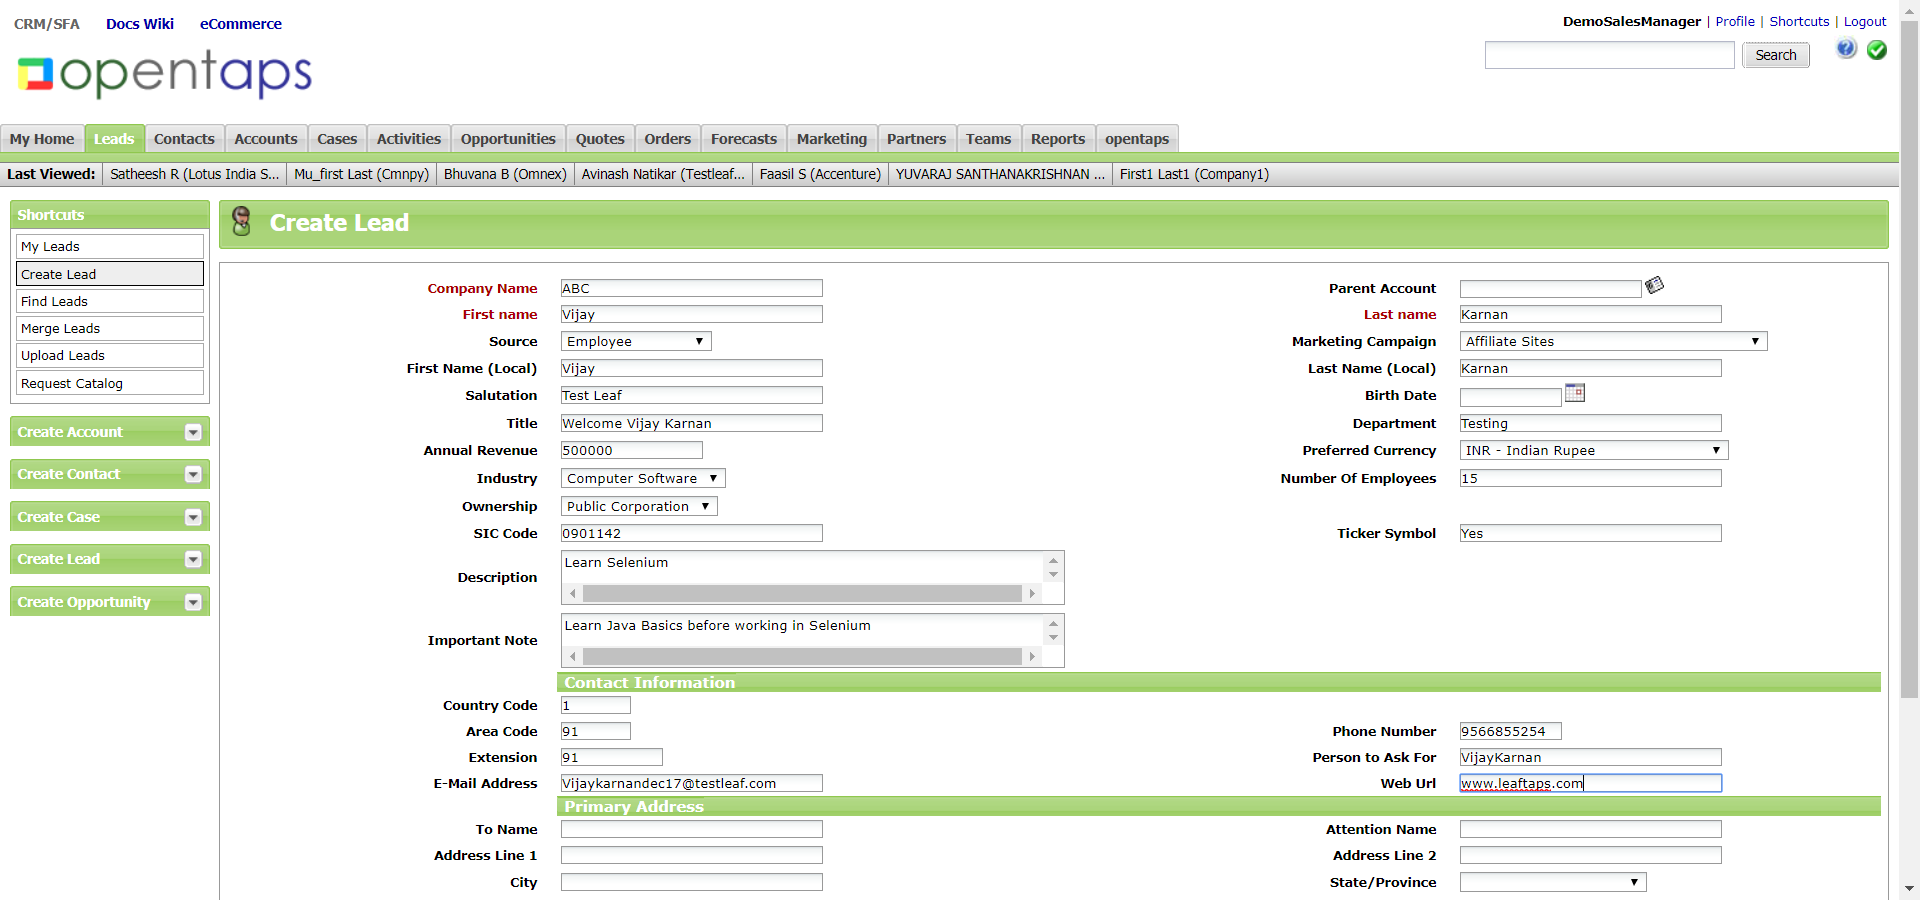 CRM/SFA Docs Wiki eCommerce
DemoSalesManager | Profile | Shortcuts | Logout
opentaps
Search
My Home Leads Contacts Accounts Cases Activities Opportunities Quotes Orders Forecasts Marketing Partners Teams Reports opentaps
Last Viewed: Satheesh R (Lotus India S... Mu_first Last (Cmnpy) Bhuvana B (Omnex) Avinash Natikar (Testleaf... Faasil S (Accenture) YUVARAJ SANTHANAKRISHNAN ... First1 Last1 (Company1)
Shortcuts
My Leads
Create Lead
Find Leads
Merge Leads
Upload Leads
Request Catalog
Create Account
Create Contact
Create Case
Create Lead
Create Opportunity
Create Lead
Company Name ABC Parent Account
First name Vijay Last name Karnan
Source Employee Marketing Campaign Affiliate Sites
First Name (Local) Vijay Last Name (Local) Karnan
Salutation Test Leaf Birth Date
Title Welcome Vijay Karnan Department Testing
Annual Revenue 500000 Preferred Currency INR - Indian Rupee
Industry Computer Software Number Of Employees 15
Ownership Public Corporation
SIC Code 0901142 Ticker Symbol Yes
Description Learn Selenium
Important Note Learn Java Basics before working in Selenium
Contact Information
Country Code 1
Area Code 91 Phone Number 9566855254
Extension 91 Person to Ask For VijayKarnan
E-Mail Address Vijaykarnandec17@testleaf.com Web Url www.leaftaps.com
Primary Address
To Name Attention Name
Address Line 1 Address Line 2
City State/Province